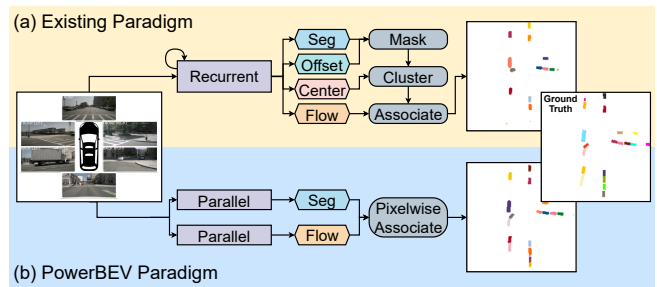 (a) Existing Paradigm
Seg
Mask
Offset
Recurrent
Center
Cluster
Flow
Associate
Ground
Truth
Parallel
Seg
Pixelwise
Associate
Parallel
Flow
(b) PowerBEV Paradigm